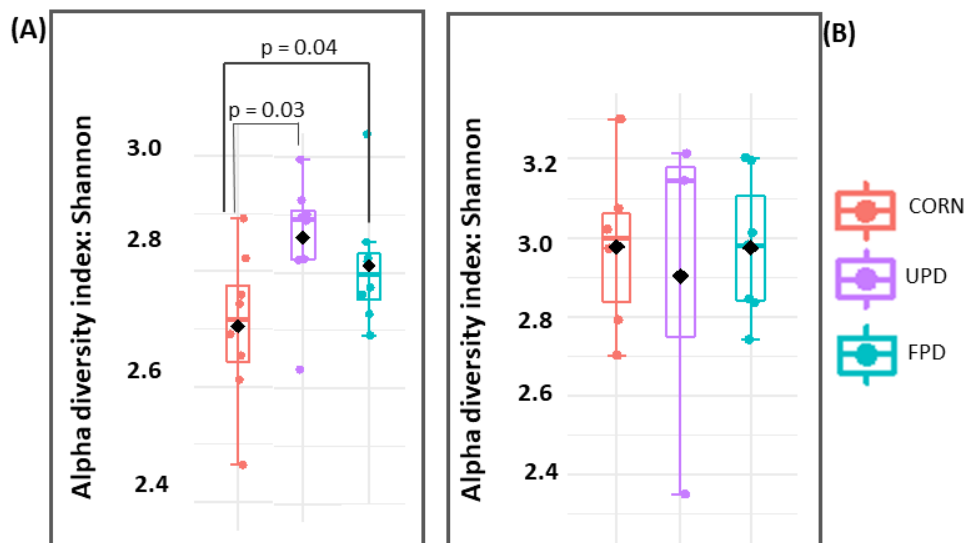 (A)
p = 0.04
p = 0.03
Alpha diversity index: Shannon
3.0
2.8
2.6
2.4
(B)
Alpha diversity index: Shannon
3.2
3.0
2.8
2.6
2.4
CORN
UPD
FPD